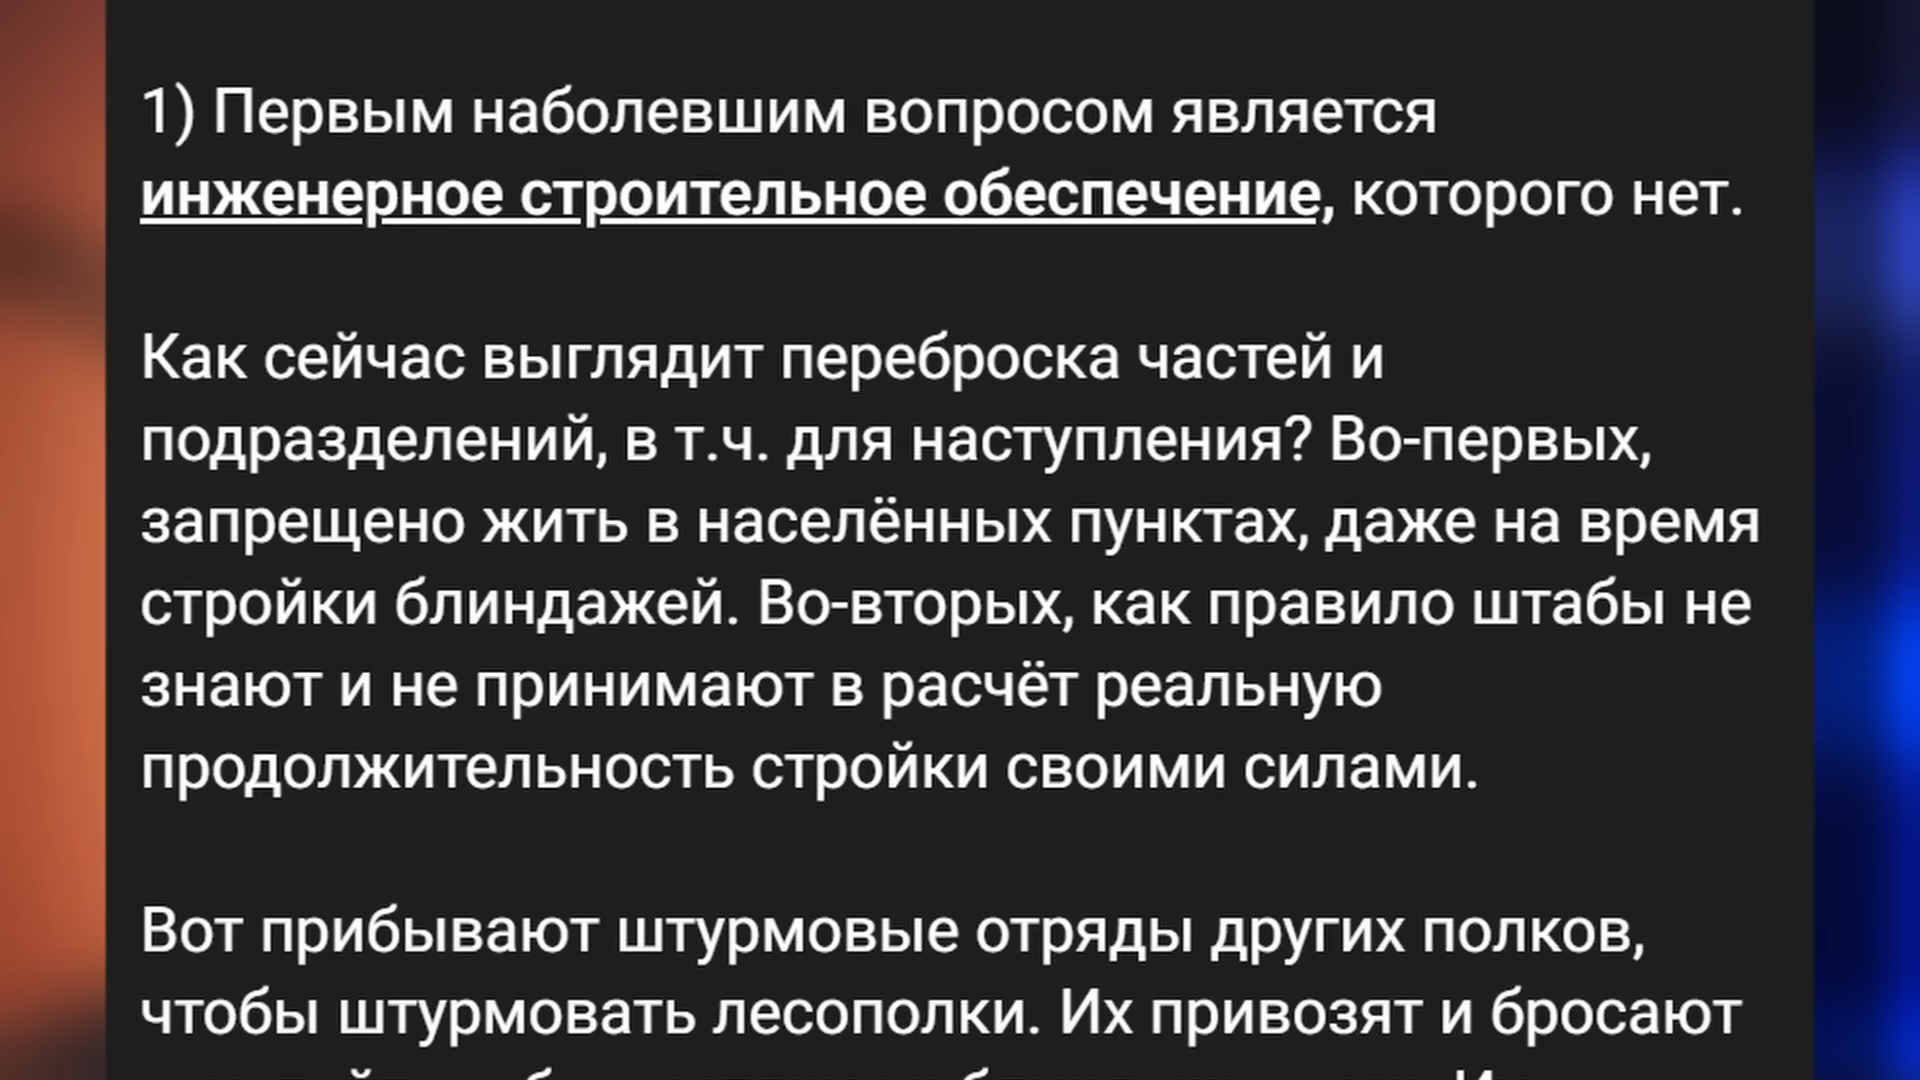 1) Первым наболевшим вопросом является
инженерное строительное обеспечение, которого нет.
Как сейчас выглядит переброска частей и
подразделений, в т.ч. для наступления? Во-первых,
запрещено жить в населённых пунктах, даже на время
стройки блиндажей. Во-вторых, как правило штабы не
знают и не принимают в расчёт реальную
продолжительность стройки своими силами.
Вот прибывают штурмовые отряды других полков,
чтобы штурмовать лесополки. Их привозят и бросают